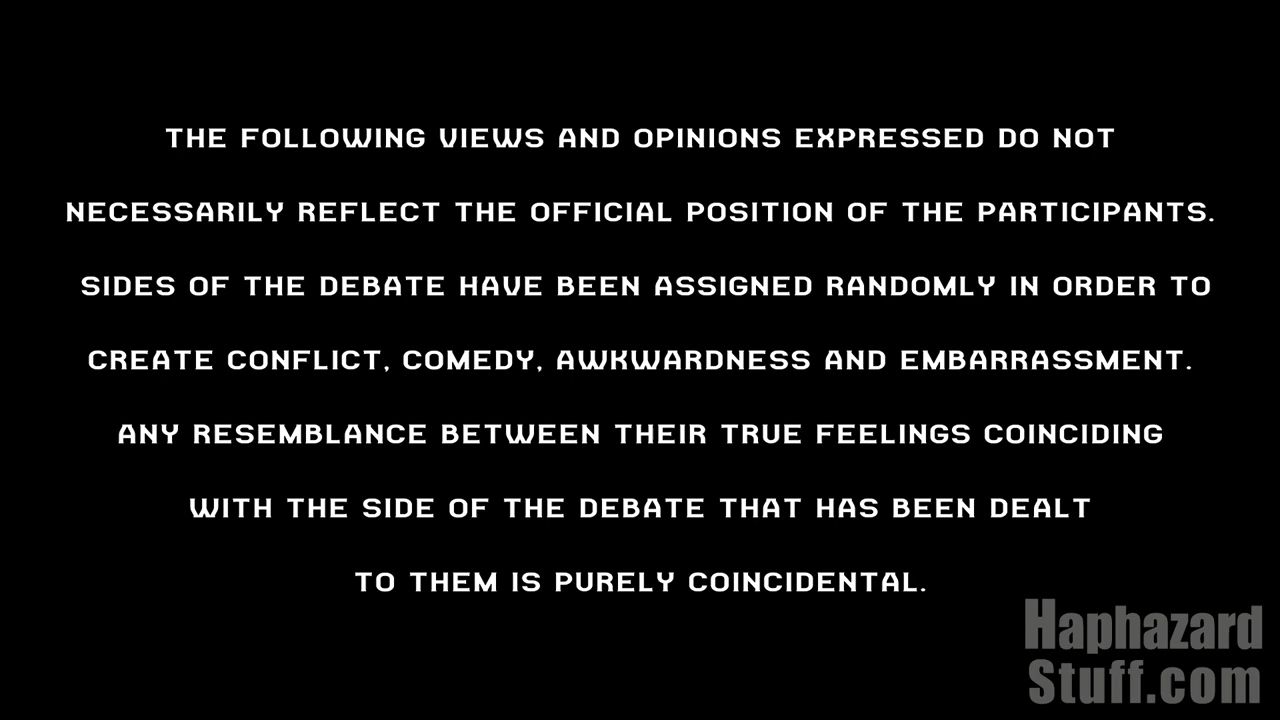 THE FOLLOWING VIEWS AND OPINIONS EXPRESSED DO NOT
NECESSARILY REFLECT THE OFFICIAL POSITION OF THE PARTICIPANTS.
SIDES OF THE DEBATE HAVE BEEN ASSIGNED RANDOMLY IN ORDER TO
CREATE CONFLICT, COMEDY, AWKWARDNESS AND EMBARRASSMENT.
ANY RESEMBLANCE BETWEEN THEIR TRUE FEELINGS COINCIDING
WITH THE SIDE OF THE DEBATE THAT HAS BEEN DEALT
TO THEM IS PURELY COINCIDENTAL.
Haphazard
Stuff.com